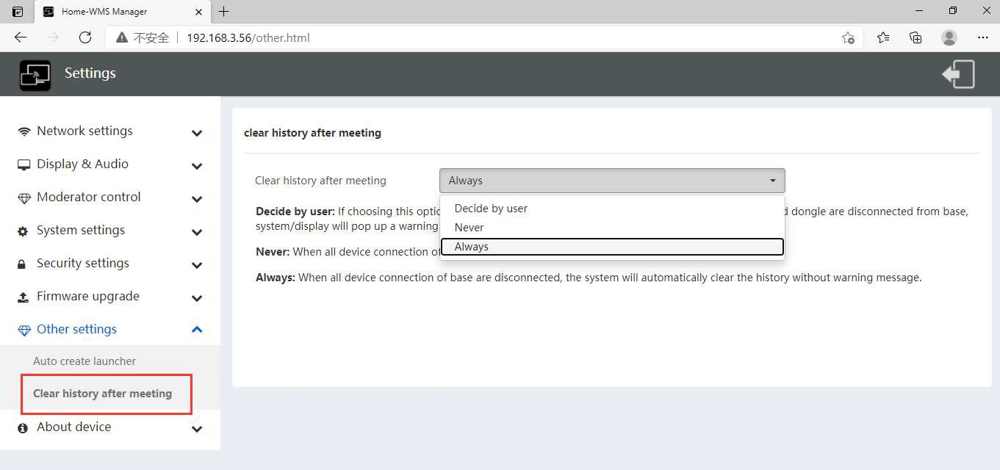 Home-WMS Manager
不安全 192.168.3.56/other.html
Settings
Network settings
Display & Audio
Moderator control
System settings
Security settings
Firmware upgrade
Other settings
Auto create launcher
Clear history after meeting
About device
clear history after meeting
Clear history after meeting
Always
Decide by user
Never
Always
Decide by user: If choosing this dongle are disconnected from base,
system/display will pop up a warning
Never: When all device connection
Always: When all device connection of base are disconnected, the system will automatically clear the history without warning message.